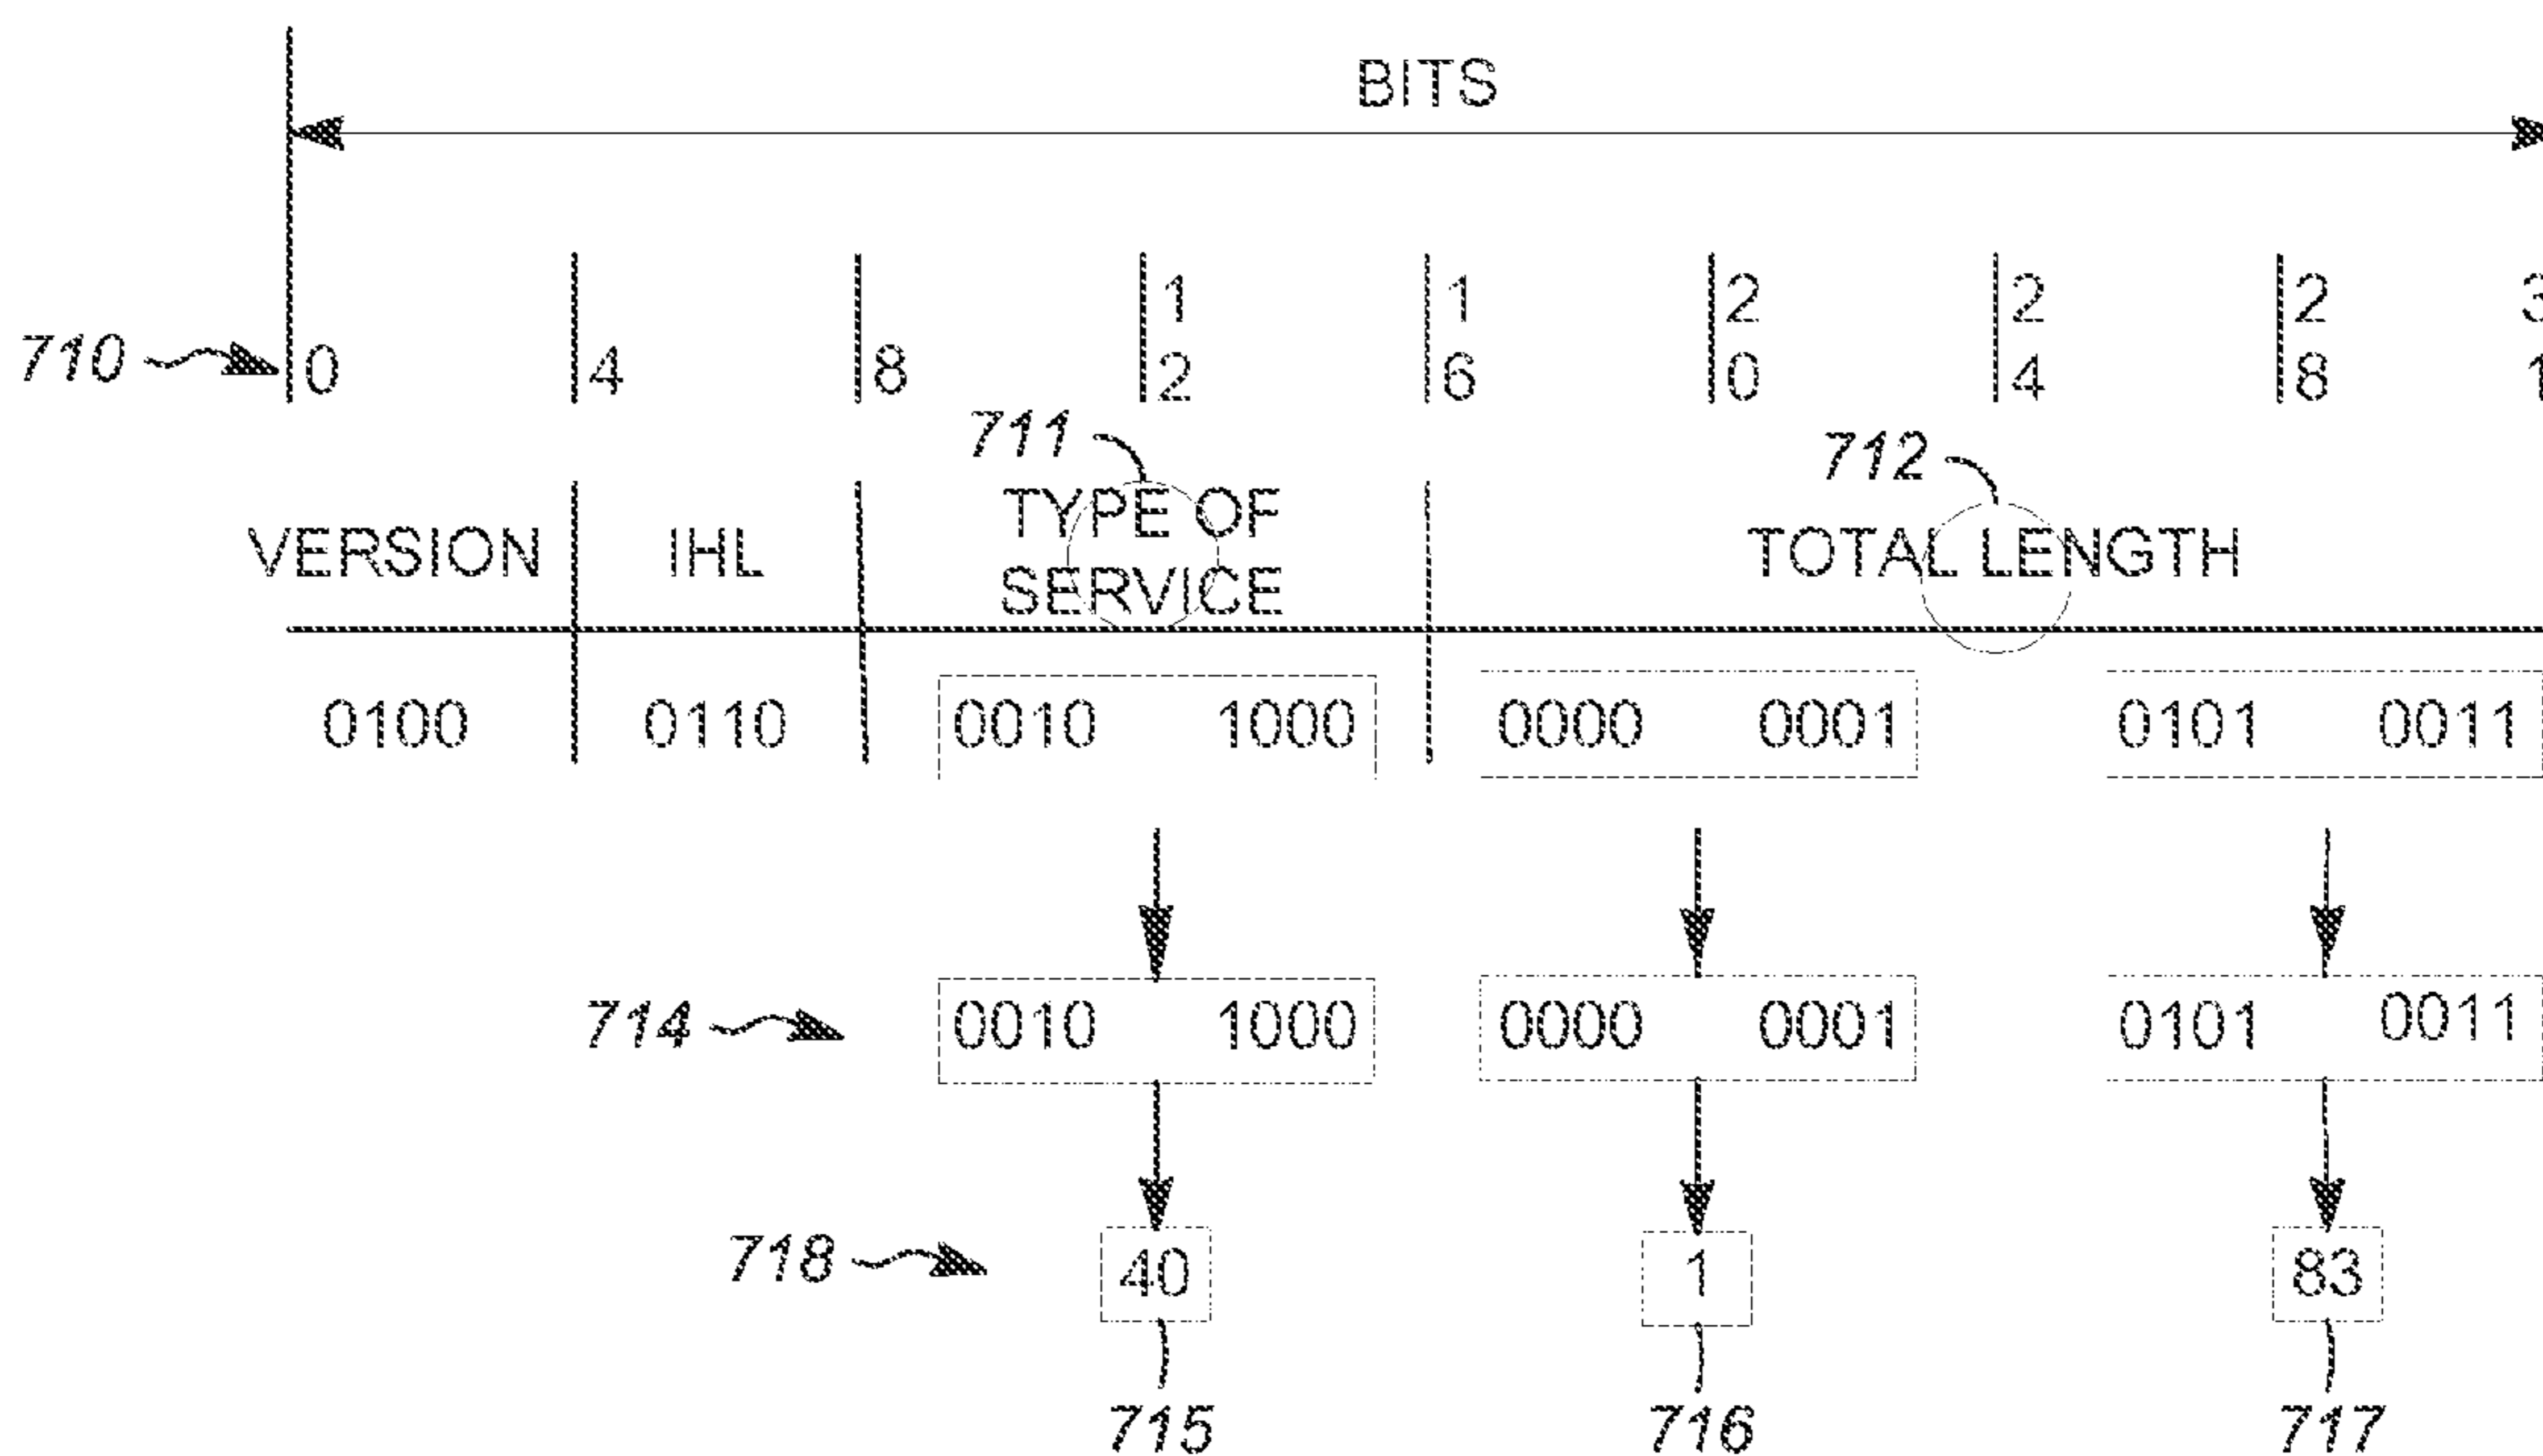 BITS
1 1 2 2 2 3
710 0 4 8 2 6 0 4 8 1
711 712
TYPE OF
VERSION IHL TOTAL LENGTH
SERVICE
0100 0110 0010 1000 0000 0001 0101 0011
714 0010 1000 0000 0001 0101 0011
718 40 1 83
715 716 717